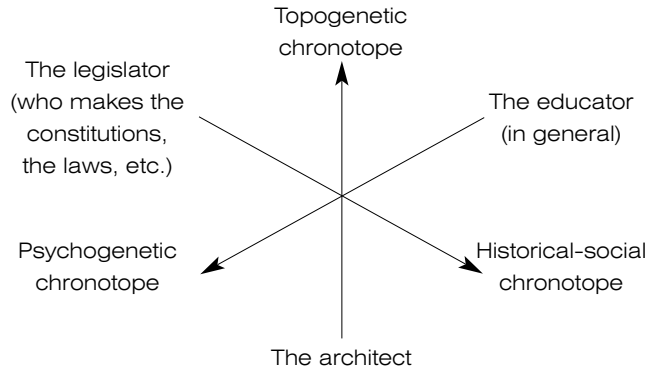 Topogenetic
chronotope
The legislator
(who makes the
constitutions,
the laws, etc.)
The educator
(in general)
Psychogenetic
chronotope
Historical-social
chronotope
The architect